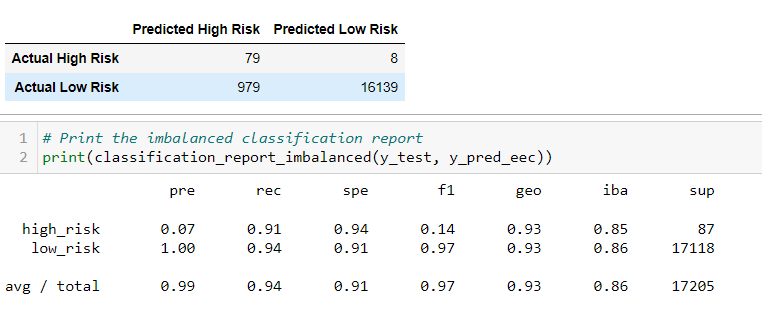 Predicted High Risk Predicted Low Risk
Actual High Risk 79 8
Actual Low Risk 979 16139
1 # Print the imbalanced classification report
2 print(classification_report_imbalanced(y_test, y_pred_eec))
pre rec spe f1 geo iba sup
high_risk 0.07 0.91 0.94 0.14 0.93 0.85 87
low_risk 1.00 0.94 0.91 0.97 0.93 0.86 17118
avg / total 0.99 0.94 0.91 0.97 0.93 0.86 17205